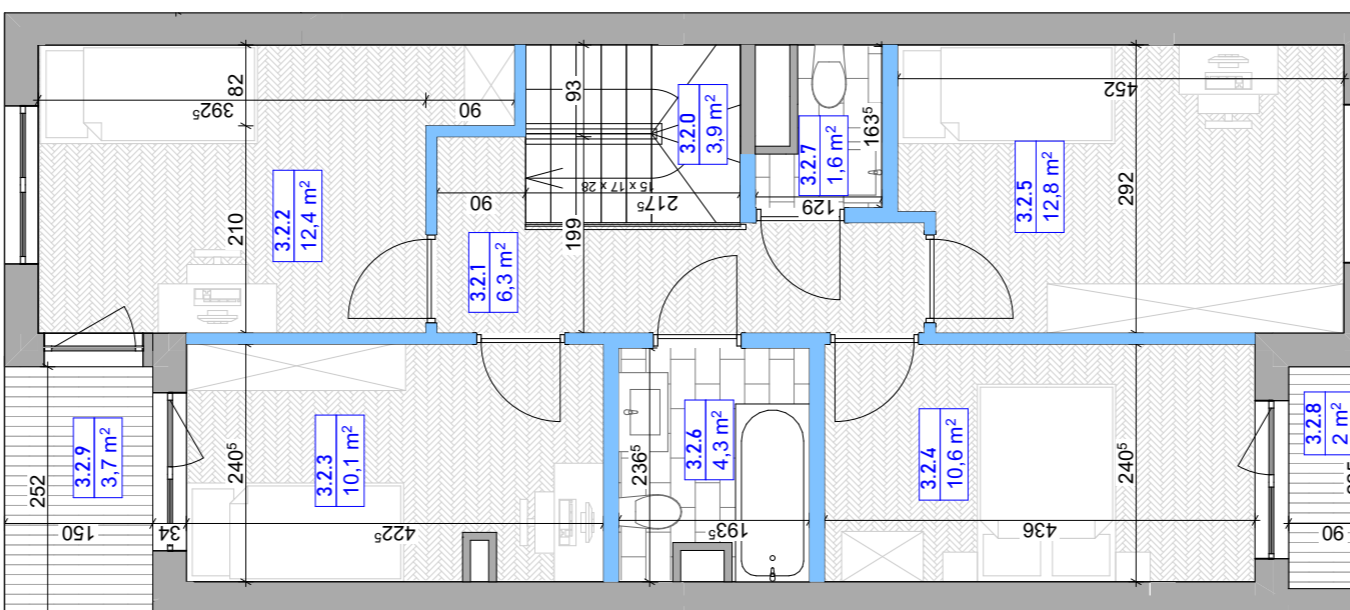 82
392⁵
90
93
3.2.0
3,9 m²
163⁵
452
3.2.7
1,6 m²
3.2.5
12,8 m²
292
3.2.2
12,4 m²
210
90
15 x 17 x 28
217⁵
129
199
3.2.1
6,3 m²
3.2.9
3,7 m²
252
150
34
240⁵
3.2.3
10,1 m²
422⁵
236⁵
3.2.6
4,3 m²
193⁵
3.2.4
10,6 m²
436
240⁵
3.2.8
2 m²
90